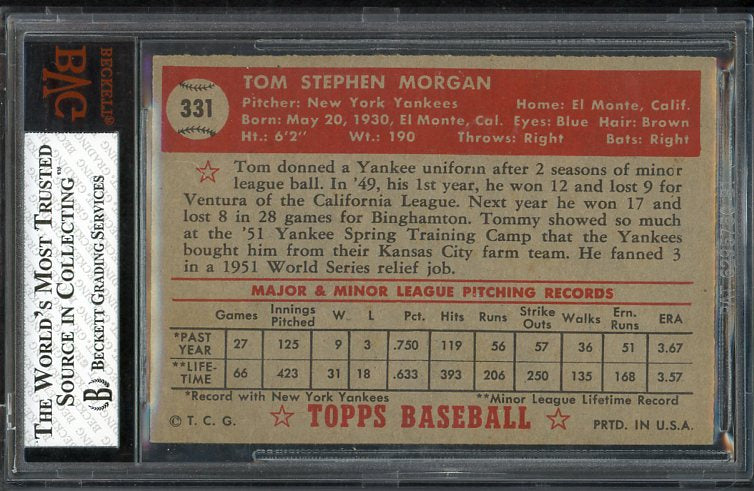 BECKETT®
BVG
THE WORLD'S MOST TRUSTED
SOURCE IN COLLECTING™
BECKETT GRADING SERVICES
331
TOM STEPHEN MORGAN
Pitcher: New York Yankees Home: El Monte, Calif.
Born: May 20, 1930, El Monte, Cal. Eyes: Blue Hair: Brown
Ht.: 6'2" Wt.: 190 Throws: Right Bats: Right
Tom donned a Yankee uniform after 2 seasons of minor
league ball. In '49, his 1st year, he won 12 and lost 9 for
Ventura of the California League. Next year he won 17 and
lost 8 in 28 games for Binghamton. Tommy showed so much
at the '51 Yankee Spring Training Camp that the Yankees
bought him from their Kansas City farm team. He fanned 3
in a 1951 World Series relief job.
MAJOR & MINOR LEAGUE PITCHING RECORDS
Games Innings Pitched W L Pct. Hits Runs Strike Outs Walks Ern. Runs ERA
*PAST YEAR 27 125 9 3 .750 119 56 57 36 51 3.67
**LIFE-TIME 66 423 31 18 .633 393 206 250 135 168 3.57
*Record with New York Yankees **Minor League Lifetime Record
© T. C. G. TOPPS BASEBALL PRTD. IN U.S.A.